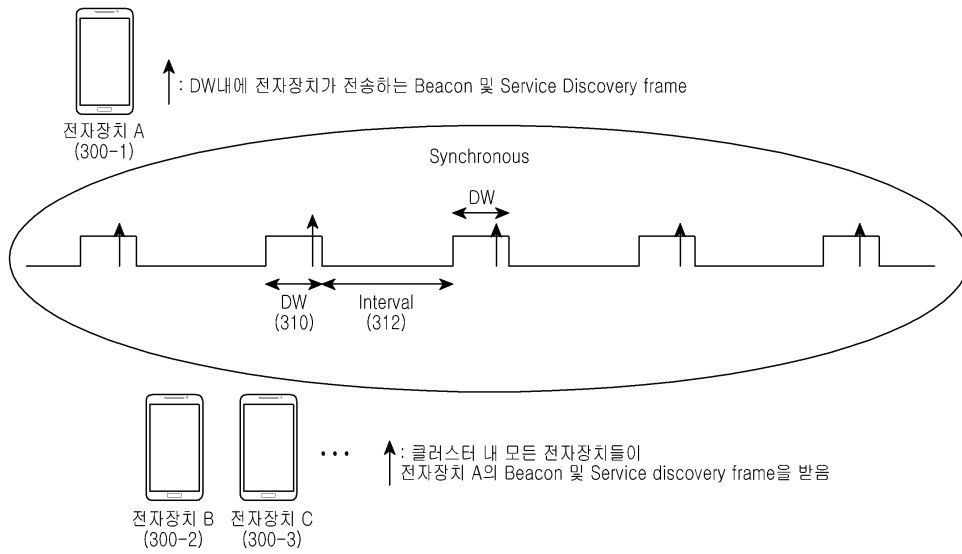 : DW내에 전자장치가 전송하는 Beacon 및 Service Discovery frame
전자장치 A
(300-1)
Synchronous
DW
DW
(310)
Interval
(312)
: 클러스터 내 모든 전자장치들이
전자장치 A의 Beacon 및 Service discovery frame을 받음
전자장치 B
(300-2)
전자장치 C
(300-3)